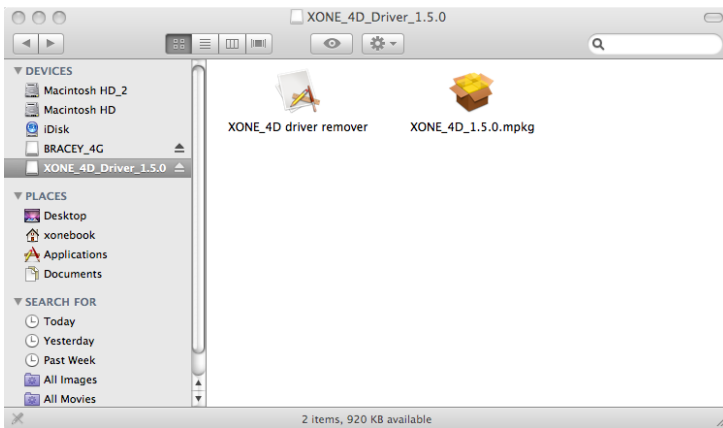 XONE_4D_Driver_1.5.0
DEVICES
Macintosh HD_2
Macintosh HD
iDisk
BRACEY_4G
XONE_4D_Driver_1.5.0
PLACES
Desktop
xonebook
Applications
Documents
SEARCH FOR
Today
Yesterday
Past Week
All Images
All Movies
XONE_4D driver remover
XONE_4D_1.5.0.mpkg
2 items, 920 KB available